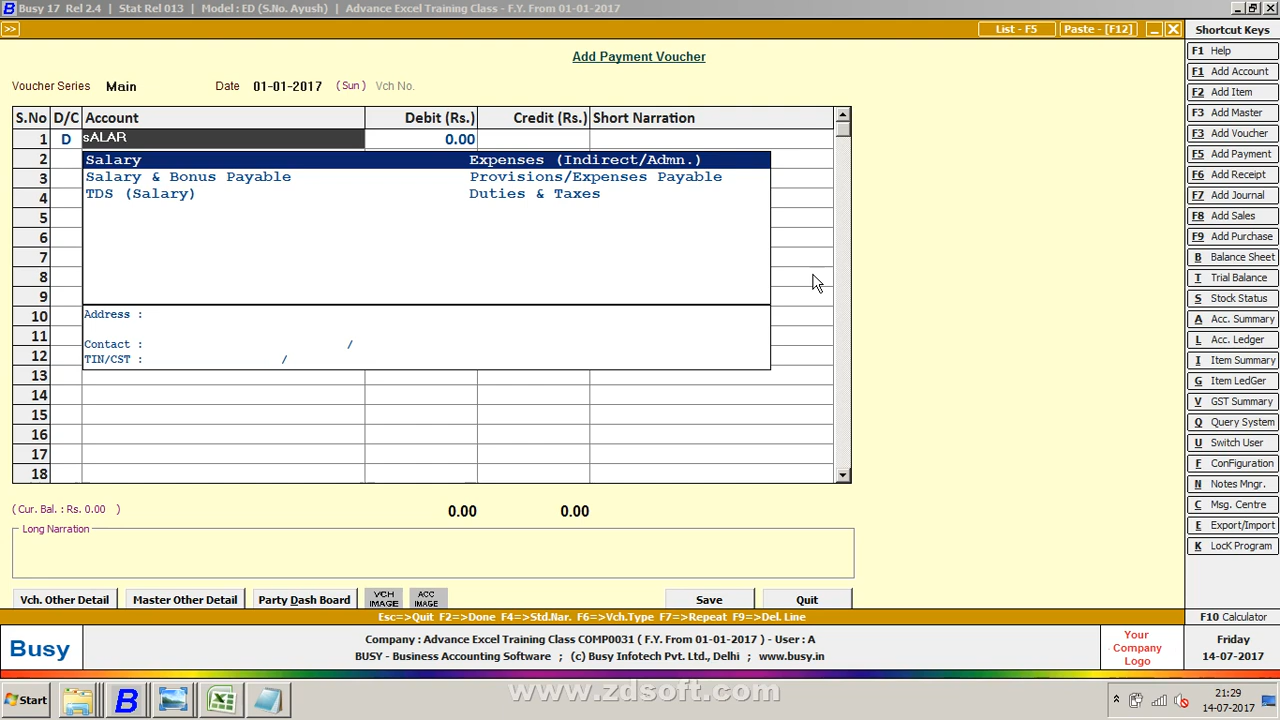 Busy 17 Rel 2.4 | Stat Rel 013 | Model : ED (S.No. Ayush) | Advance Excel Training Class - F.Y. From 01-01-2017
>>
List - F5
Paste - [F12]
Shortcut Keys
Add Payment Voucher
Voucher Series Main Date 01-01-2017 (Sun) Vch No.
S.No D/C Account Debit (Rs.) Credit (Rs.) Short Narration
1 D sALAR 0.00
2
3
4
5
6
7
8
9
10
11
12
13
14
15
16
17
18
Salary Expenses (Indirect/Admn.)
Salary & Bonus Payable Provisions/Expenses Payable
TDS (Salary) Duties & Taxes
Address :
Contact : /
TIN/CST : /
(Cur. Bal. : Rs. 0.00 ) 0.00 0.00
Long Narration
Vch. Other Detail
Master Other Detail
Party Dash Board
VCH IMAGE
ACC IMAGE
Save
Quit
Esc=>Quit F2=>Done F4=>Std.Nar. F6=>Vch.Type F7=>Repeat F9=>Del. Line
F1 Help
F1 Add Account
F2 Add Item
F3 Add Master
F3 Add Voucher
F5 Add Payment
F6 Add Receipt
F7 Add Journal
F8 Add Sales
F9 Add Purchase
B Balance Sheet
T Trial Balance
S Stock Status
A Acc. Summary
L Acc. Ledger
I Item Summary
G Item LedGer
V GST Summary
Q Query System
U Switch User
F ConFiguration
N Notes Mngr.
C Msg. Centre
E Export/Import
K LocK Program
F10 Calculator
Busy
Company : Advance Excel Training Class COMP0031 ( F.Y. From 01-01-2017 ) - User : A
BUSY - Business Accounting Software ; (c) Busy Infotech Pvt. Ltd., Delhi ; www.busy.in
Your
Company
Logo
Friday
14-07-2017
Start
www.zdsoft.com
21:29
14-07-2017